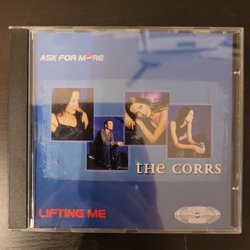 ASK FOR MORE
the corrs
LIFTING ME